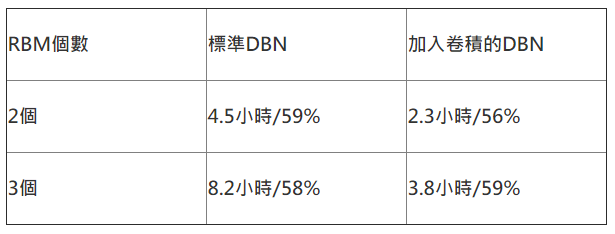 RBM個數 標準DBN 加入卷積的DBN
2個 4.5小時/59% 2.3小時/56%
3個 8.2小時/58% 3.8小時/59%